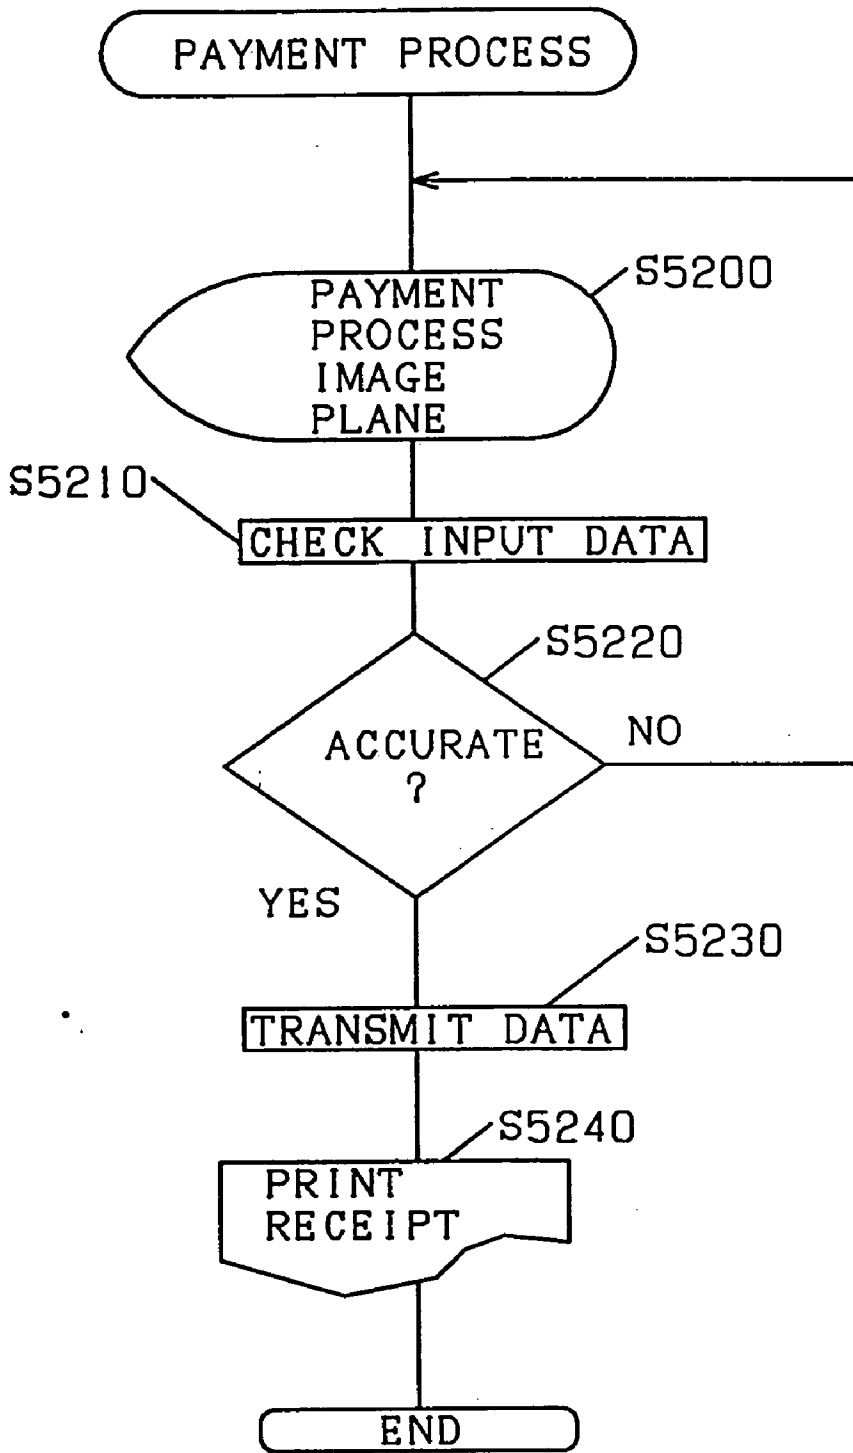 PAYMENT PROCESS
S5200
PAYMENT
PROCESS
IMAGE
PLANE
S5210
CHECK INPUT DATA
S5220
ACCURATE
?
NO
YES
S5230
TRANSMIT DATA
S5240
PRINT
RECEIPT
END